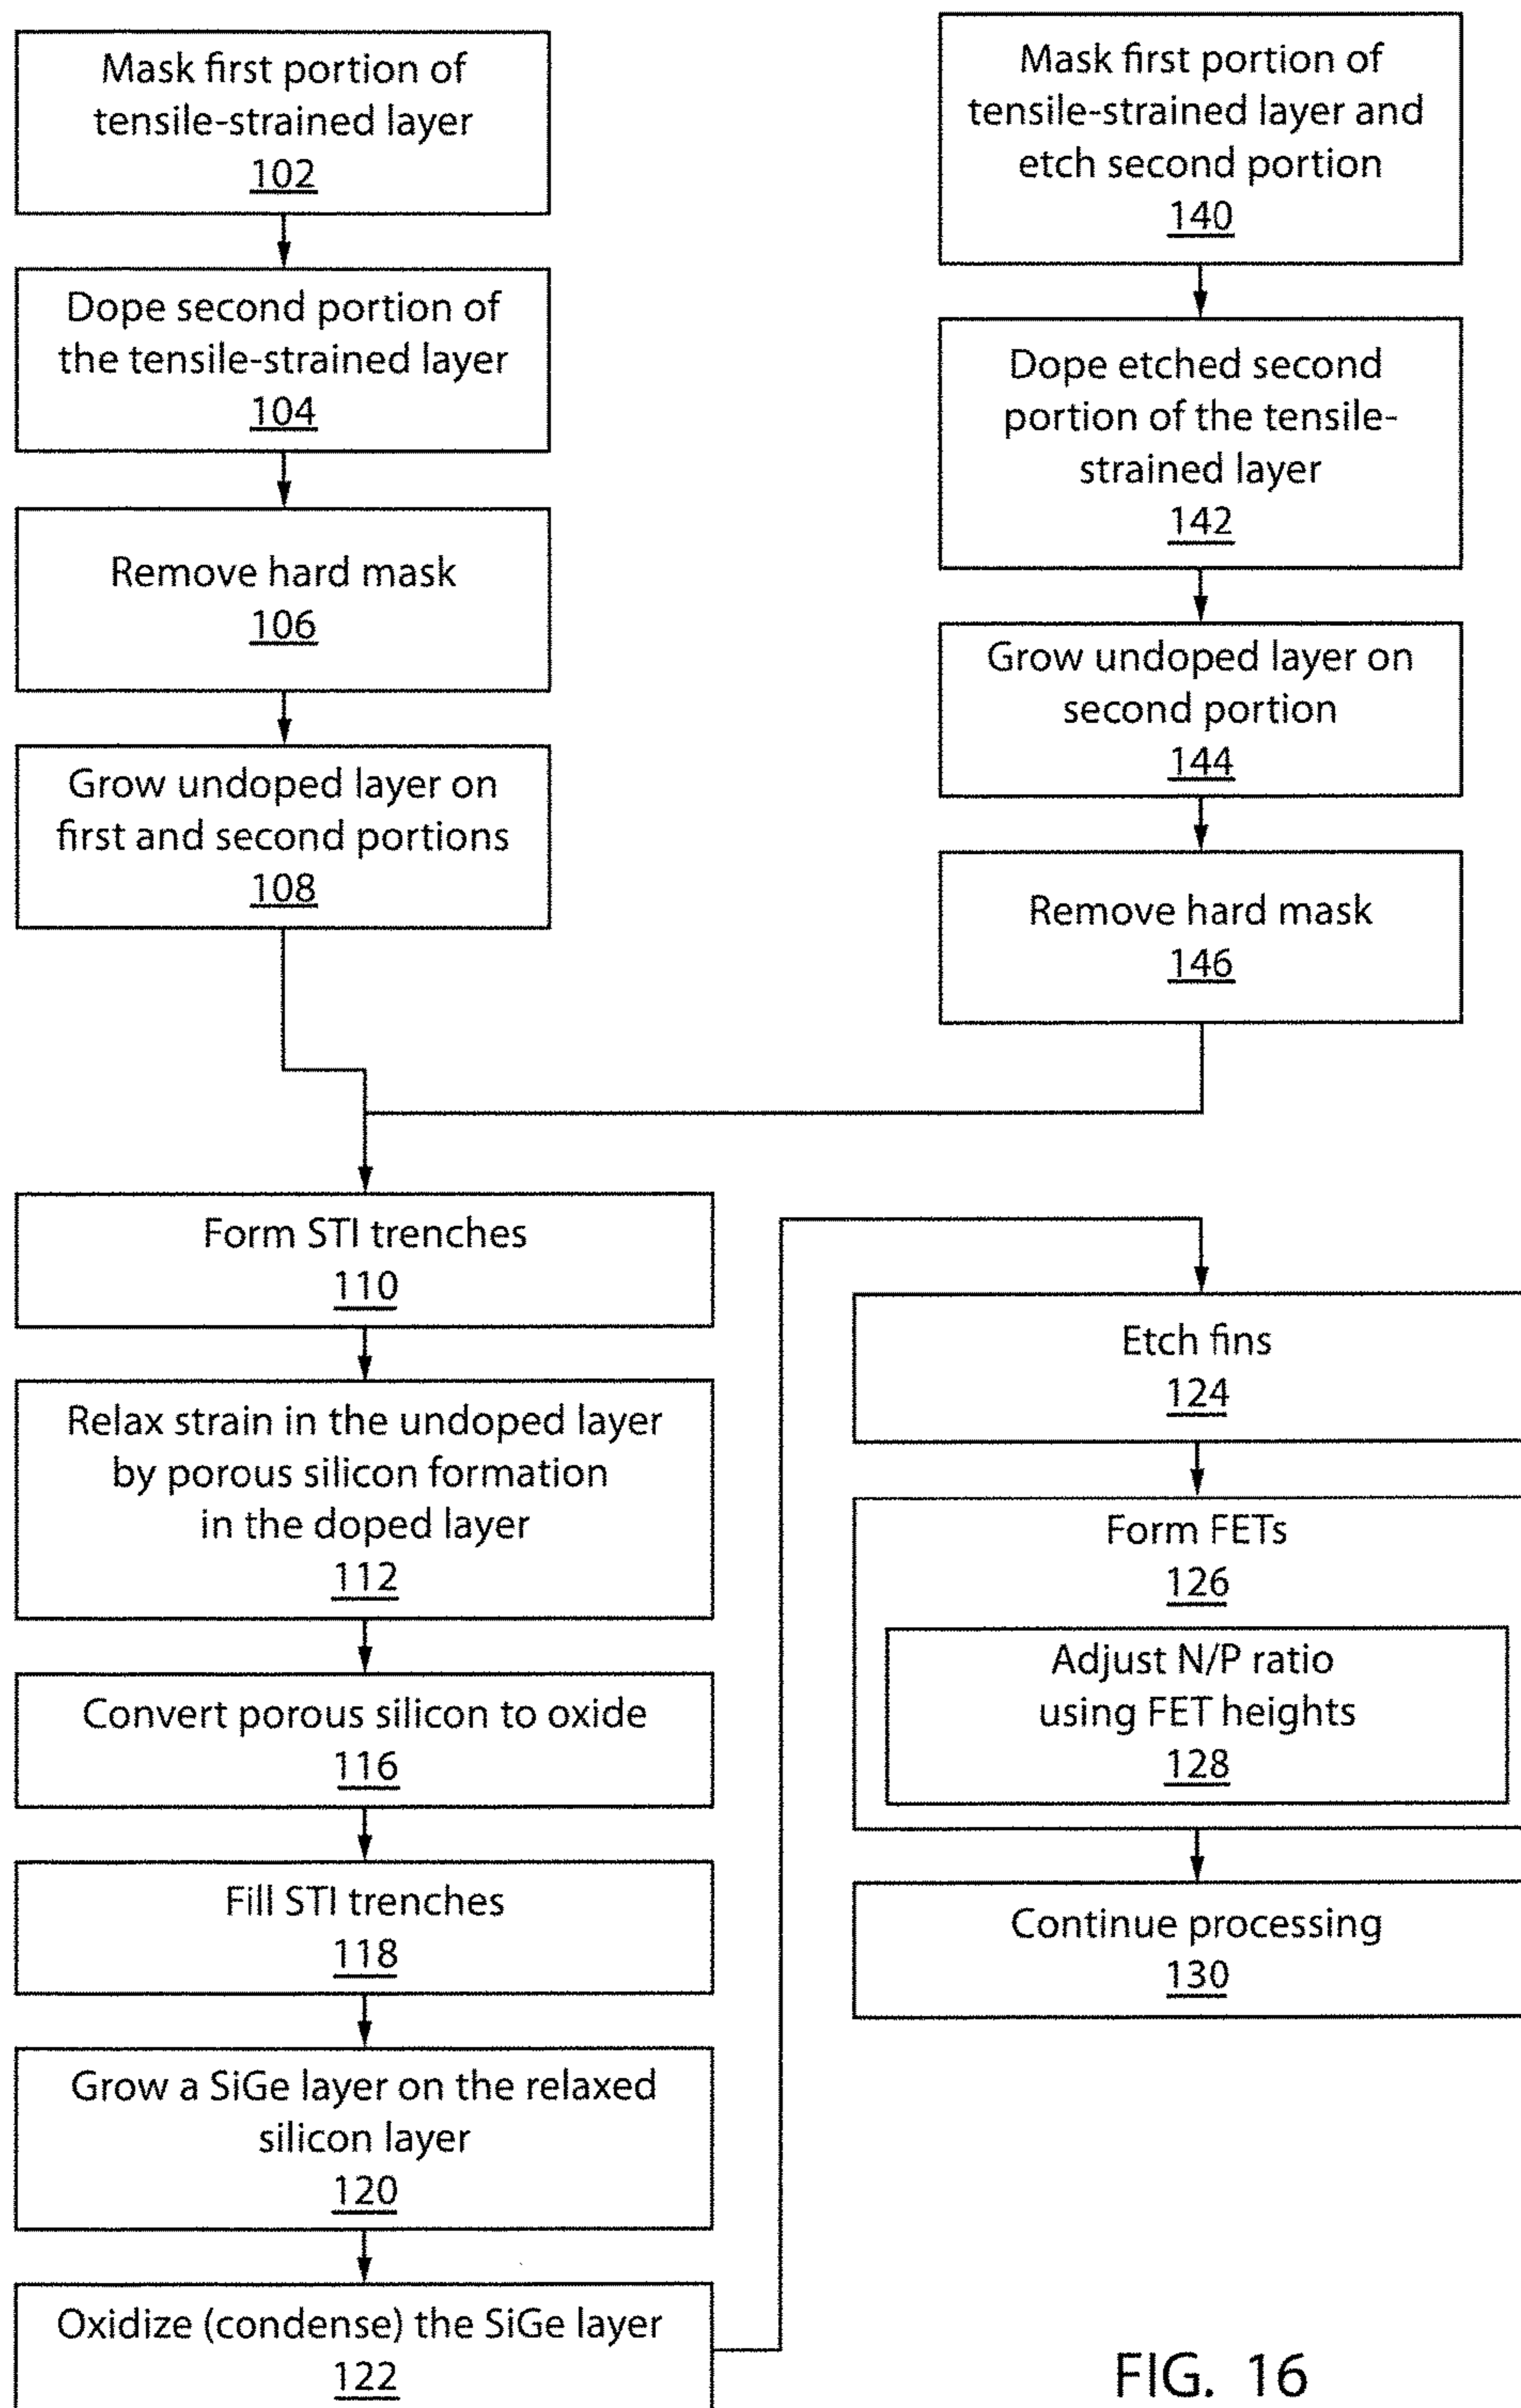 Mask first portion of
tensile-strained layer
102
Dope second portion of
the tensile-strained layer
104
Remove hard mask
106
Grow undoped layer on
first and second portions
108
Mask first portion of
tensile-strained layer and
etch second portion
140
Dope etched second
portion of the tensile-
strained layer
142
Grow undoped layer on
second portion
144
Remove hard mask
146
Form STI trenches
110
Relax strain in the undoped layer
by porous silicon formation
in the doped layer
112
Convert porous silicon to oxide
116
Fill STI trenches
118
Grow a SiGe layer on the relaxed
silicon layer
120
Oxidize (condense) the SiGe layer
122
Etch fins
124
Form FETs
126
Adjust N/P ratio
using FET heights
128
Continue processing
130
FIG. 16